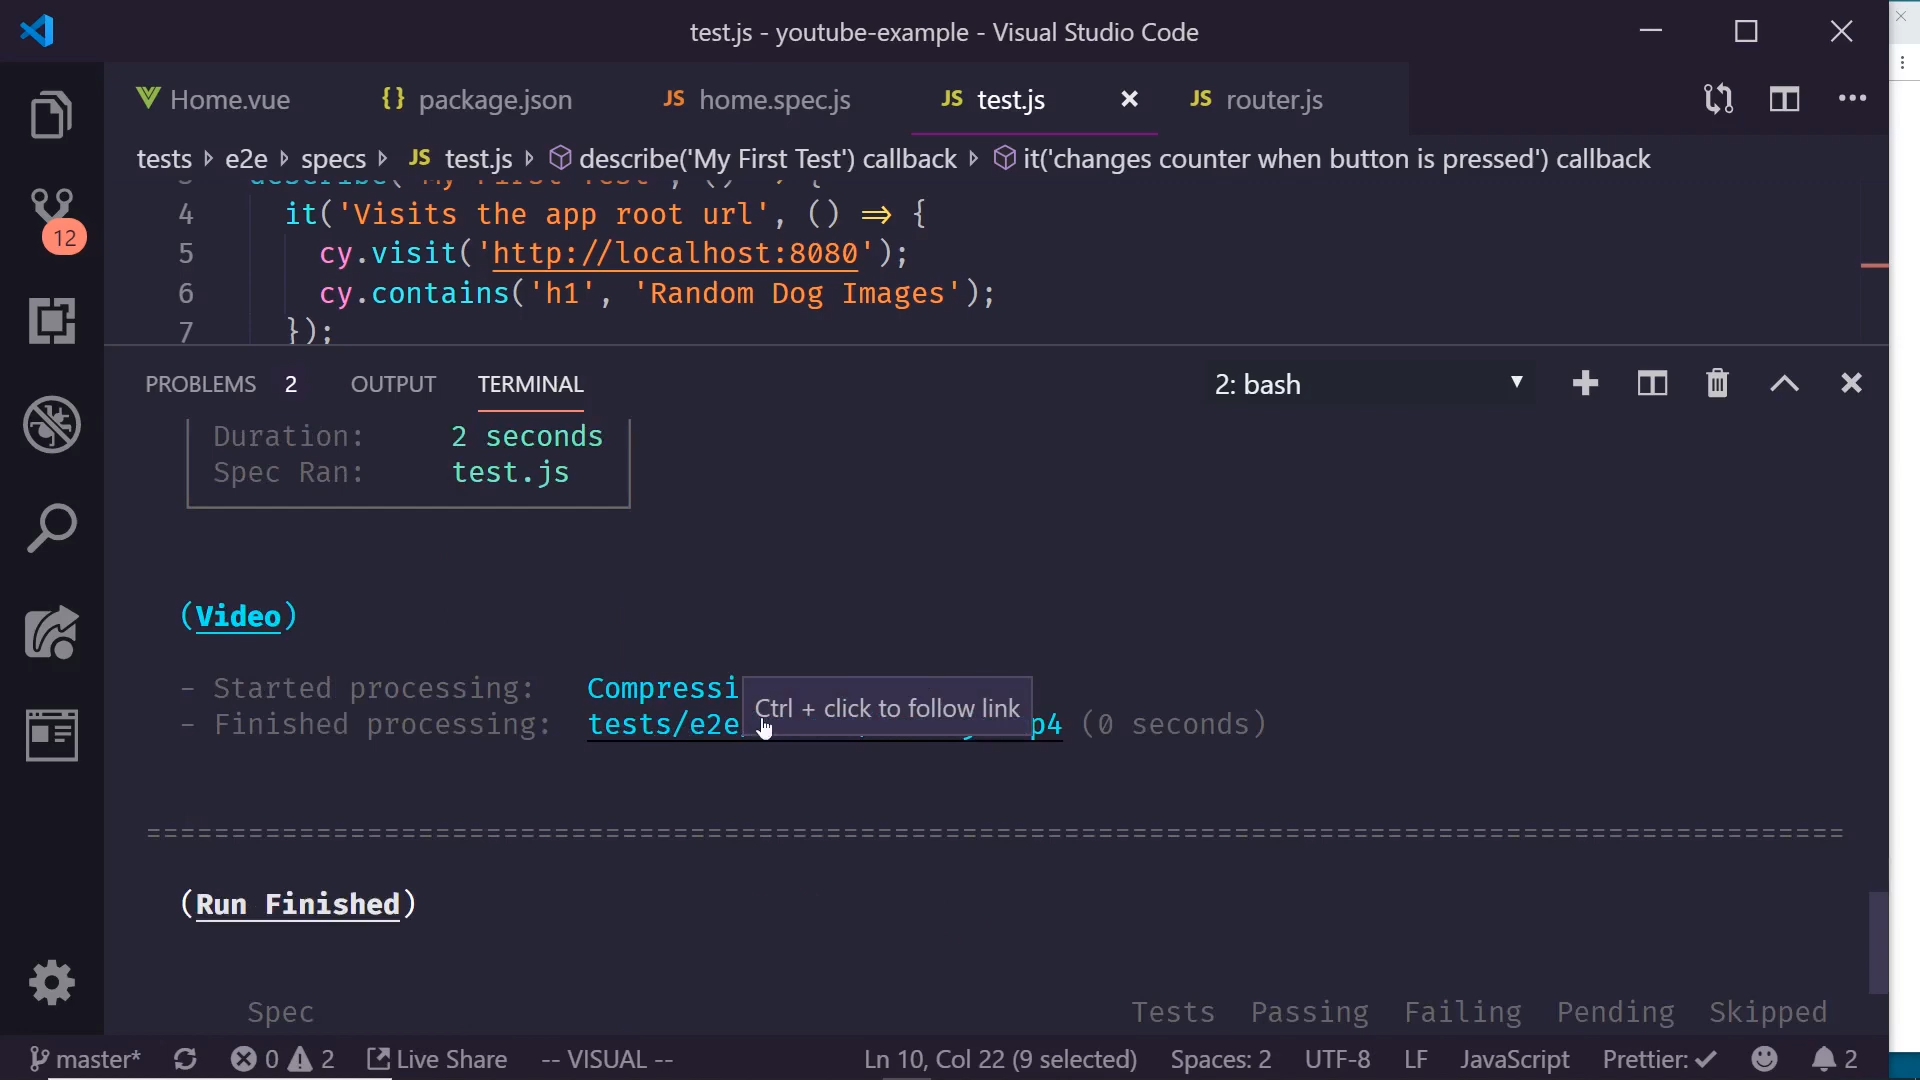 test.js - youtube-example - Visual Studio Code
Home.vue {} package.json JS home.spec.js JS test.js JS router.js
tests e2e specs JS test.js describe('My First Test') callback it('changes counter when button is pressed') callback
4 it('Visits the app root url', () => {
5 cy.visit('http://localhost:8080');
6 cy.contains('h1', 'Random Dog Images');
7 });
12
PROBLEMS 2 OUTPUT TERMINAL 2: bash
Duration: 2 seconds
Spec Ran: test.js
(Video)
- Started processing: Compressi
Ctrl + click to follow link
- Finished processing: tests/e2e p4 (0 seconds)
================================================================================
(Run Finished)
Spec Tests Passing Failing Pending Skipped
master* 0 2 Live Share -- VISUAL -- Ln 10, Col 22 (9 selected) Spaces: 2 UTF-8 LF JavaScript Prettier: ✓ 2